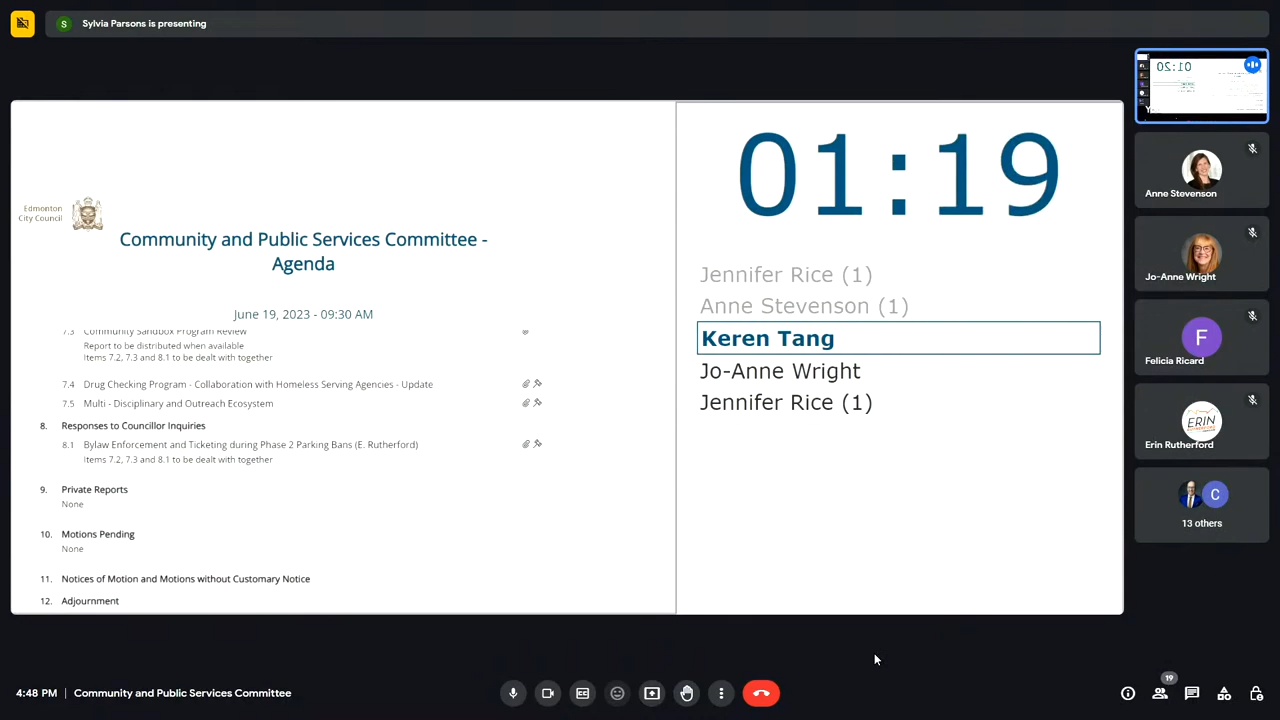 S Sylvia Parsons is presenting
Edmonton
City Council
Community and Public Services Committee -
Agenda
June 19, 2023 - 09:30 AM
7.3 Community Sandbox Program Review
Report to be distributed when available
Items 7.2, 7.3 and 8.1 to be dealt with together
7.4 Drug Checking Program - Collaboration with Homeless Serving Agencies - Update
7.5 Multi - Disciplinary and Outreach Ecosystem
8. Responses to Councillor Inquiries
8.1 Bylaw Enforcement and Ticketing during Phase 2 Parking Bans (E. Rutherford)
Items 7.2, 7.3 and 8.1 to be dealt with together
9. Private Reports
None
10. Motions Pending
None
11. Notices of Motion and Motions without Customary Notice
12. Adjournment
01:19
Jennifer Rice (1)
Anne Stevenson (1)
Keren Tang
Jo-Anne Wright
Jennifer Rice (1)
01:20
Anne Stevenson
Jo-Anne Wright
F
Felicia Ricard
ERIN
RUTHERFORD
Erin Rutherford
C
13 others
4:48 PM | Community and Public Services Committee
19